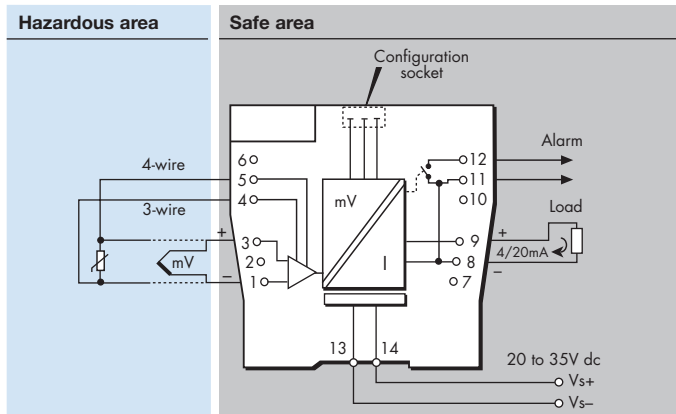 Hazardous area
Safe area
Configuration
socket
4-wire
3-wire
+
mV
–
6
5
4
3
2
1
mV
I
12
11
10
9
8
7
Alarm
Load
+
4/20mA
–
13
14
20 to 35V dc
Vs+
Vs–